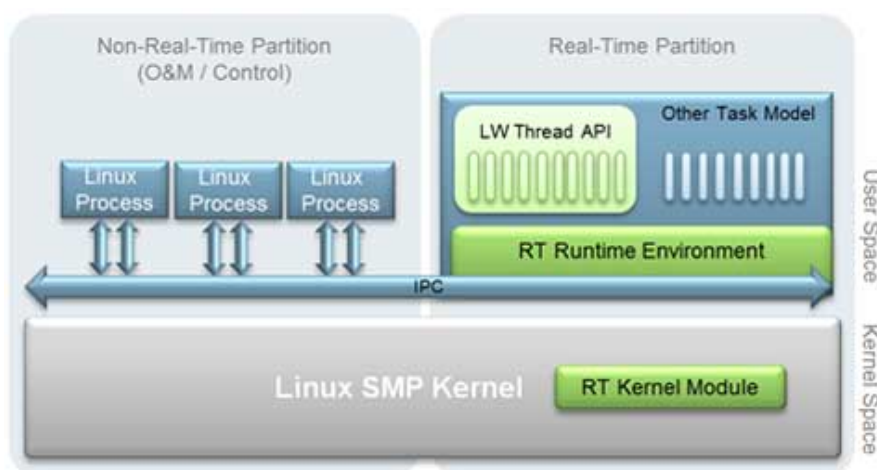 Non-Real-Time Partition
(O&M / Control)
Real-Time Partition
Linux
Process
Linux
Process
Linux
Process
LW Thread API
Other Task Model
RT Runtime Environment
IPC
User Space
Linux SMP Kernel
RT Kernel Module
Kernel Space